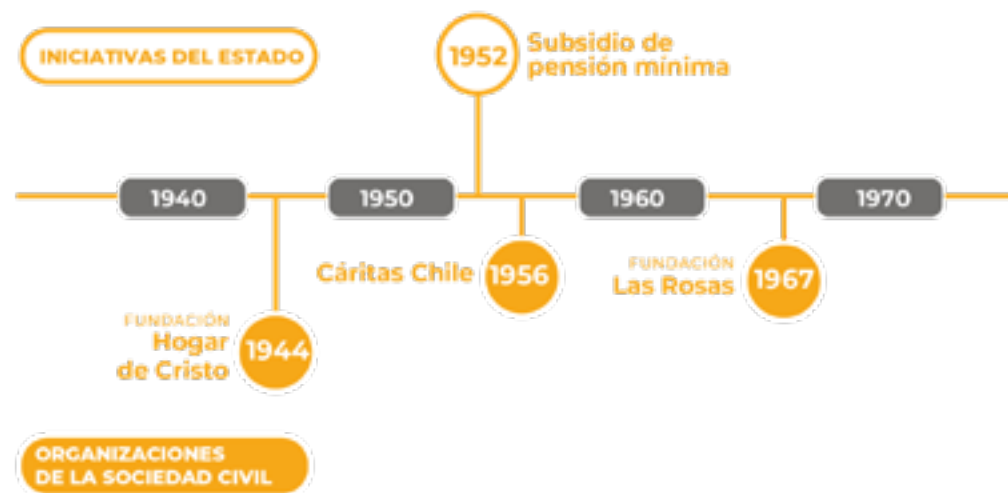 INICIATIVAS DEL ESTADO
1952
Subsidio de
pensión mínima
1940
1950
1960
1970
FUNDACIÓN
Hogar
de Cristo
1944
Cáritas Chile
1956
FUNDACIÓN
Las Rosas
1967
ORGANIZACIONES
DE LA SOCIEDAD CIVIL